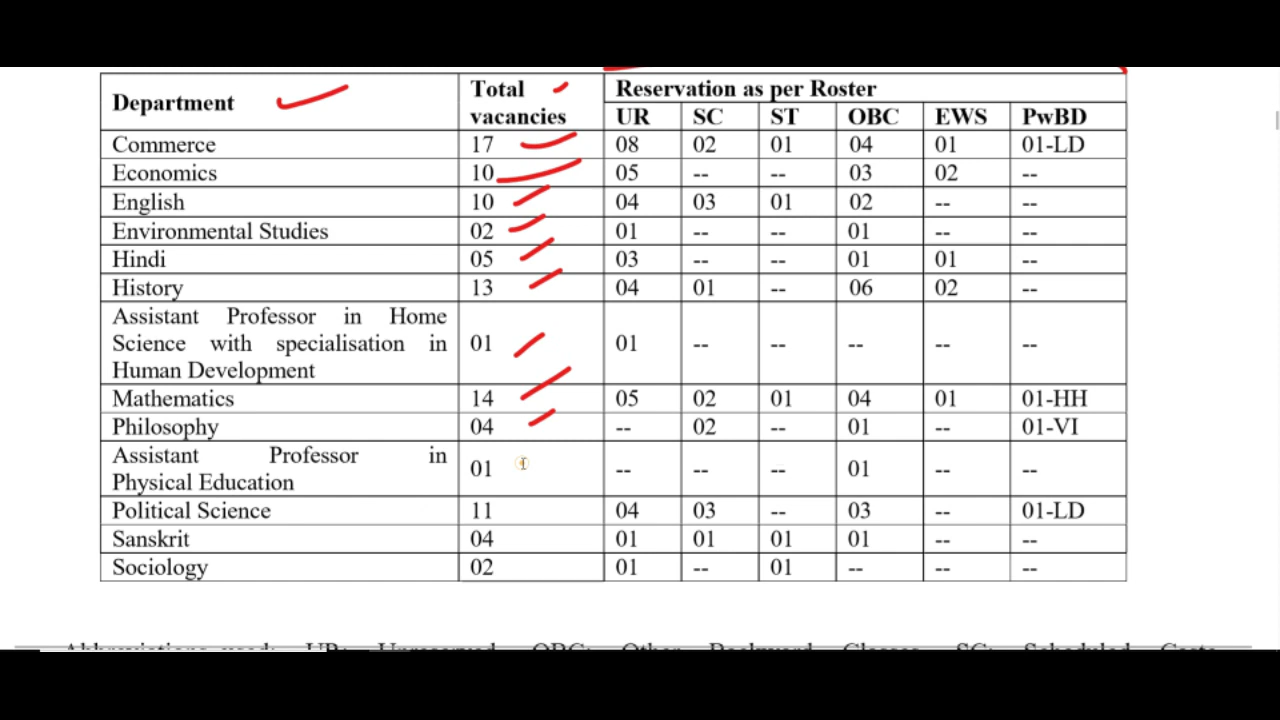 Department Total vacancies Reservation as per Roster
UR SC ST OBC EWS PwBD
Commerce 17 08 02 01 04 01 01-LD
Economics 10 05 -- -- 03 02 --
English 10 04 03 01 02 -- --
Environmental Studies 02 01 -- -- 01 -- --
Hindi 05 03 -- -- 01 01 --
History 13 04 01 -- 06 02 --
Assistant Professor in Home
Science with specialisation in
Human Development 01 01 -- -- -- -- --
Mathematics 14 05 02 01 04 01 01-HH
Philosophy 04 -- 02 -- 01 -- 01-VI
Assistant Professor in
Physical Education 01 -- -- -- 01 -- --
Political Science 11 04 03 -- 03 -- 01-LD
Sanskrit 04 01 01 01 01 -- --
Sociology 02 01 -- 01 -- -- --